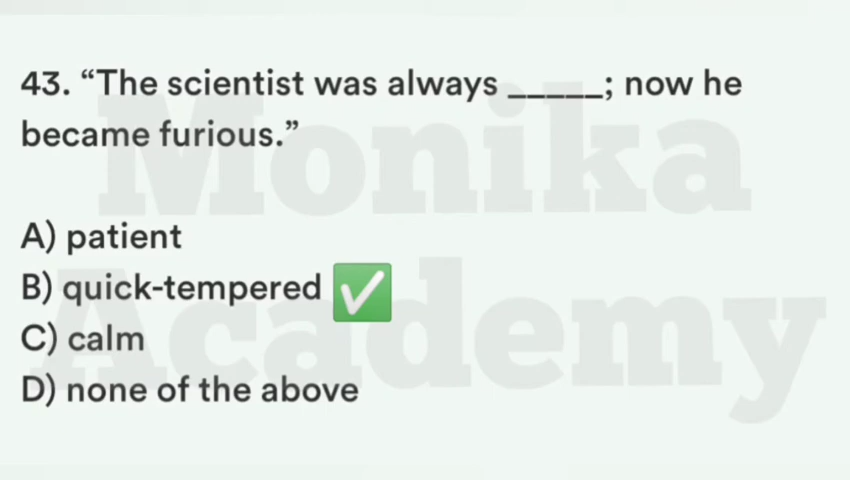 43. “The scientist was always _____; now he
became furious.”
A) patient
B) quick-tempered ✅
C) calm
D) none of the above
Monika
Academy